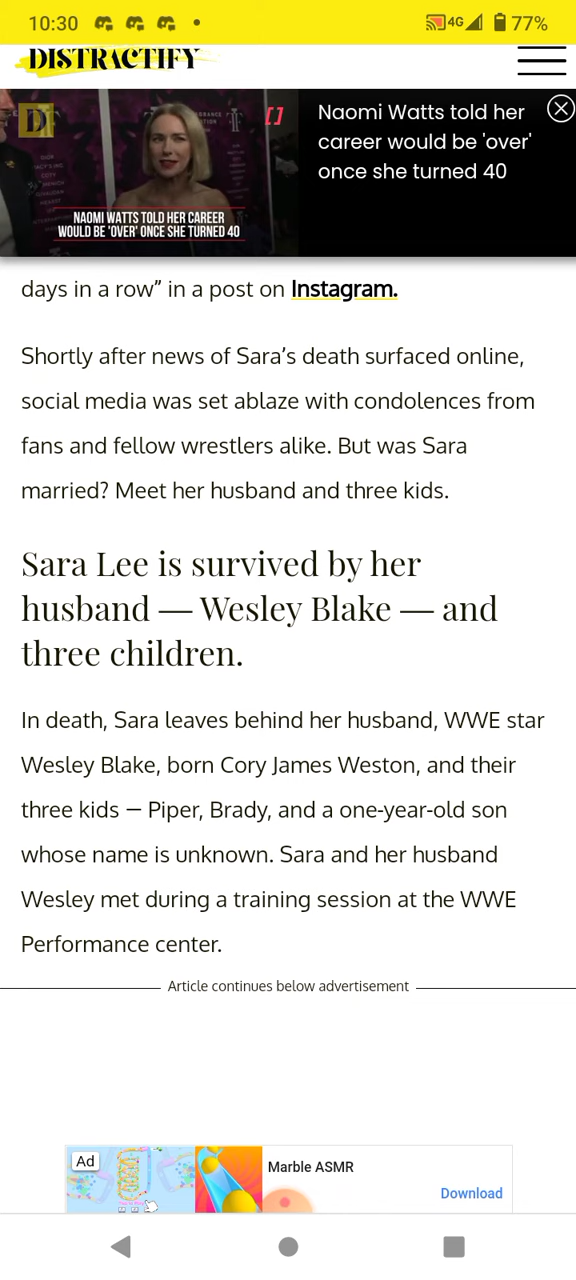 10:30
4G
77%
DISTRACTIFY
D
[ ]
NAOMI WATTS TOLD HER CAREER
WOULD BE 'OVER' ONCE SHE TURNED 40
Naomi Watts told her
career would be 'over'
once she turned 40
days in a row” in a post on Instagram.
Shortly after news of Sara’s death surfaced online,
social media was set ablaze with condolences from
fans and fellow wrestlers alike. But was Sara
married? Meet her husband and three kids.
Sara Lee is survived by her
husband — Wesley Blake — and
three children.
In death, Sara leaves behind her husband, WWE star
Wesley Blake, born Cory James Weston, and their
three kids — Piper, Brady, and a one-year-old son
whose name is unknown. Sara and her husband
Wesley met during a training session at the WWE
Performance center.
Article continues below advertisement
Ad
Marble ASMR
Download